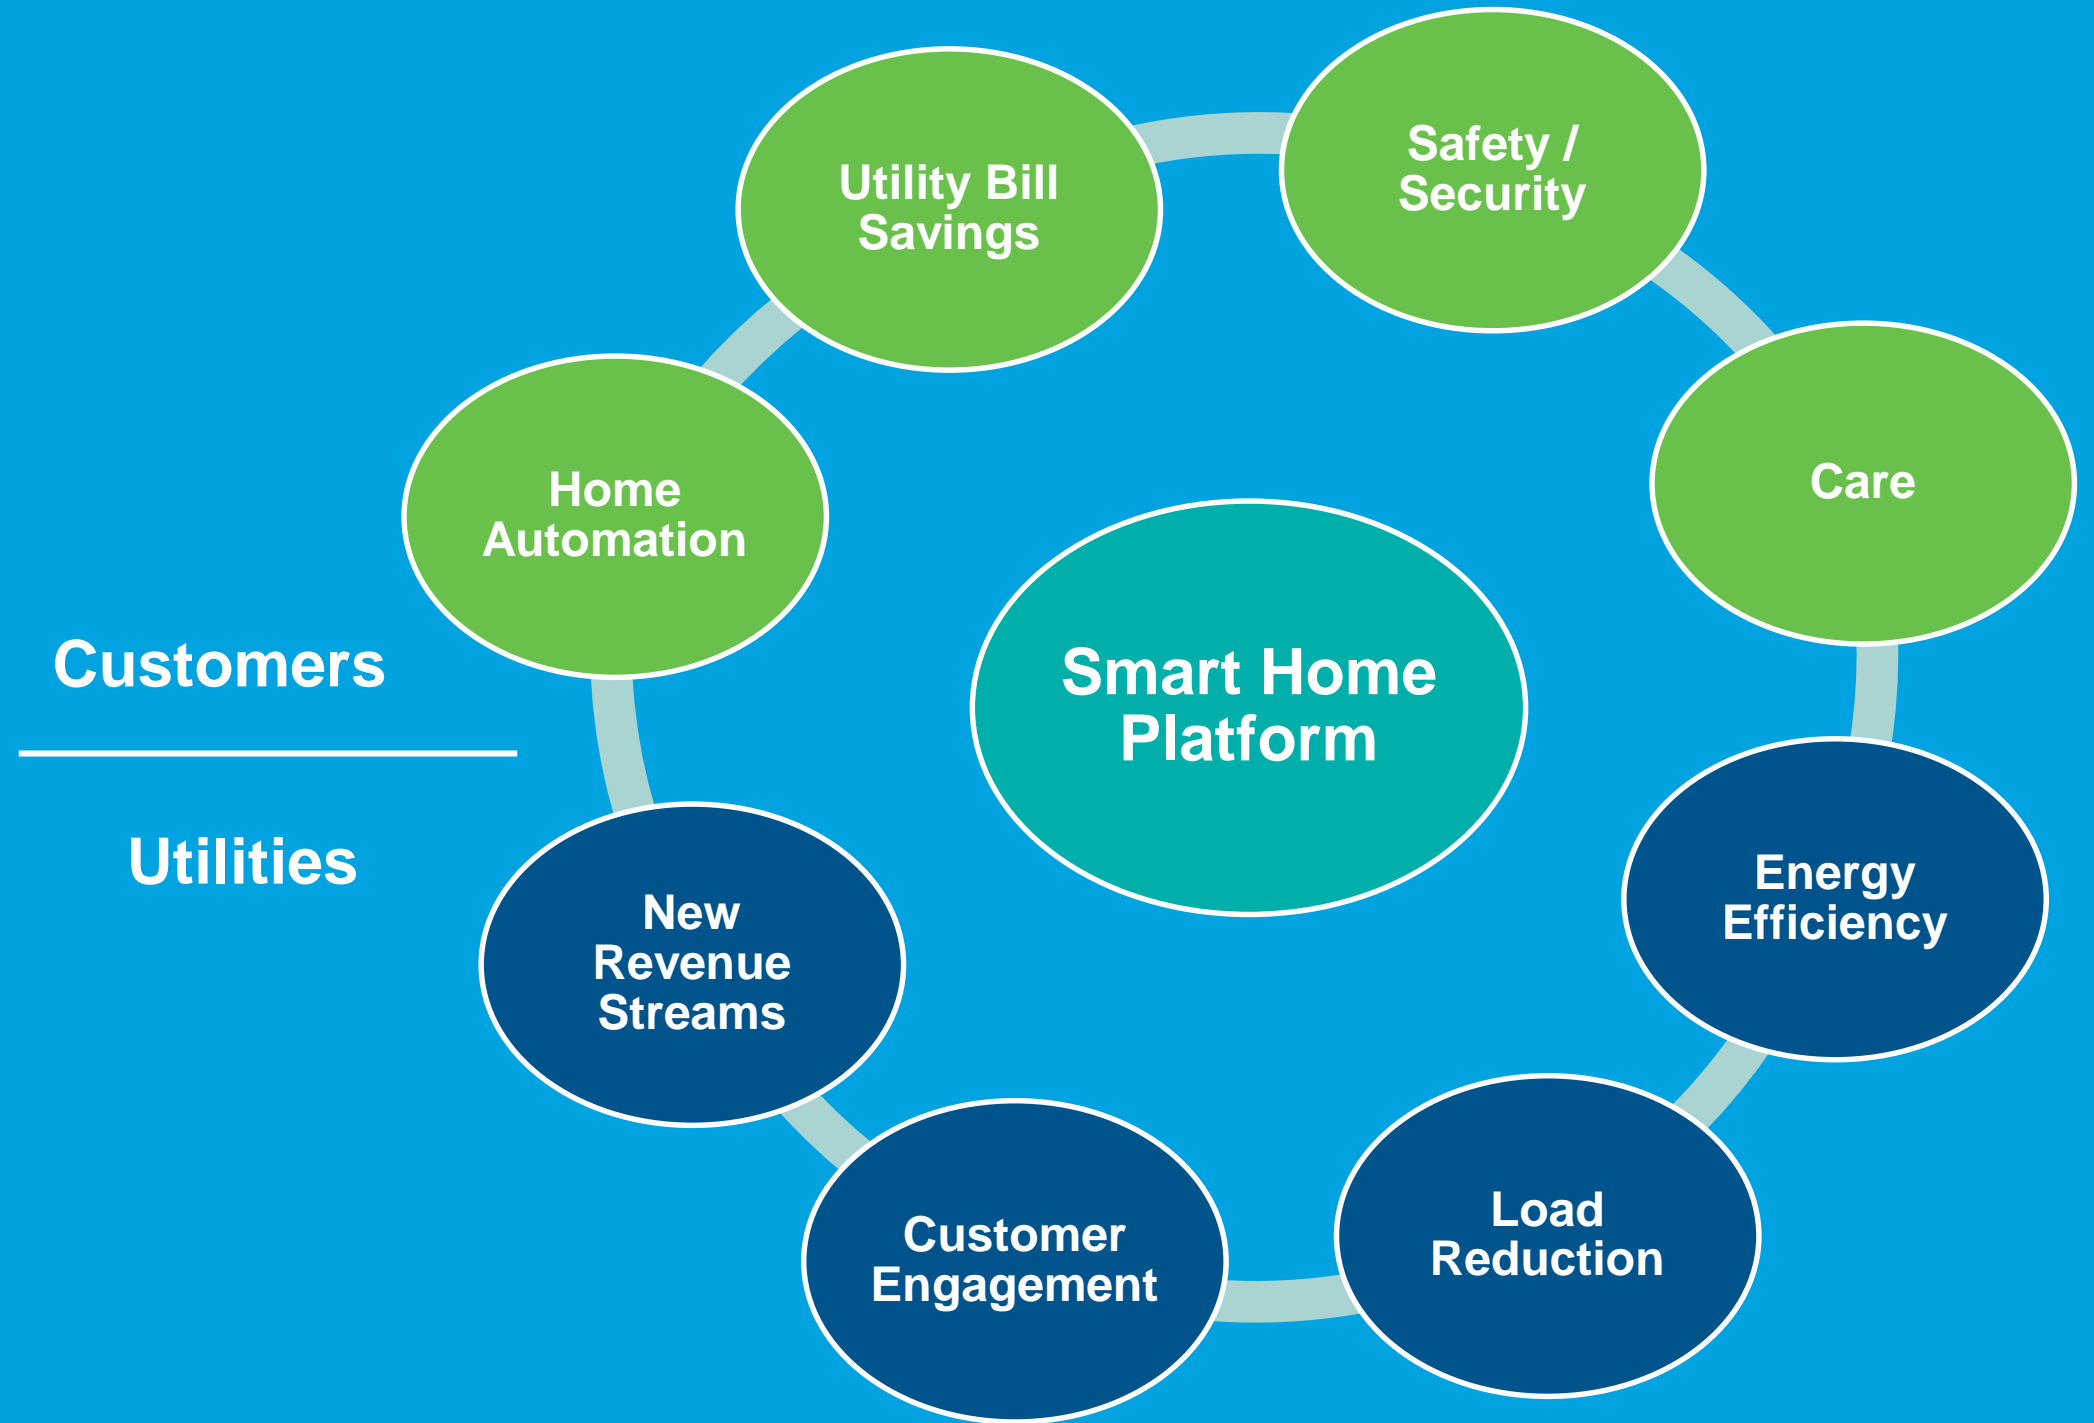 Utility Bill
Savings
Safety /
Security
Home
Automation
Care
Smart Home
Platform
Customers
Utilities
New
Revenue
Streams
Energy
Efficiency
Customer
Engagement
Load
Reduction